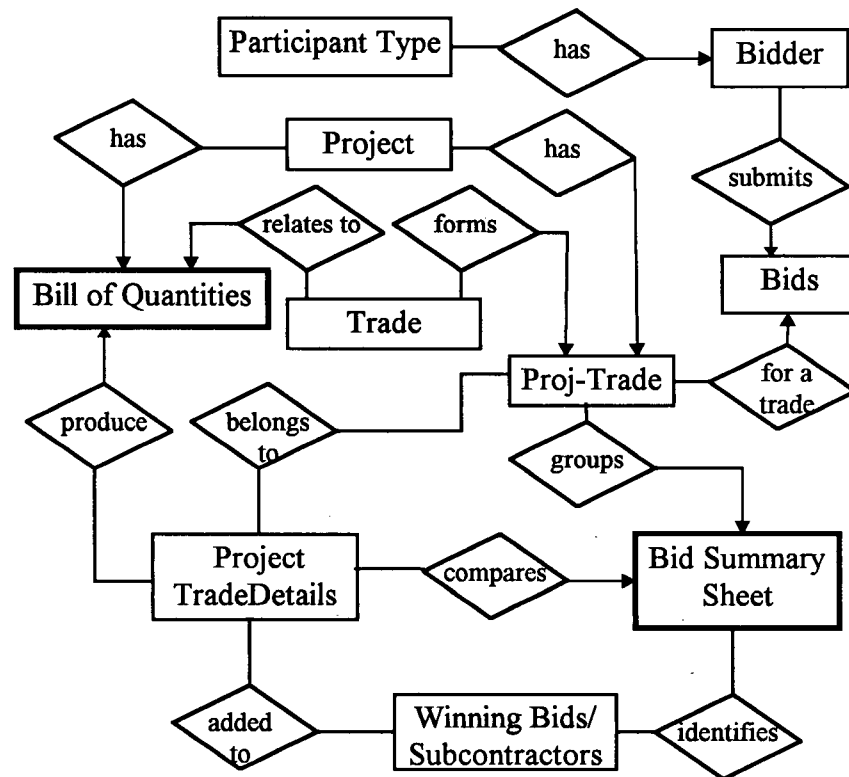 Participant Type
has
Bidder
has
Project
has
submits
relates to
forms
Bill of Quantities
Trade
Bids
Proj-Trade
for a
trade
produce
belongs
to
groups
Project
TradeDetails
compares
Bid Summary
Sheet
added
to
Winning Bids/
Subcontractors
identifies